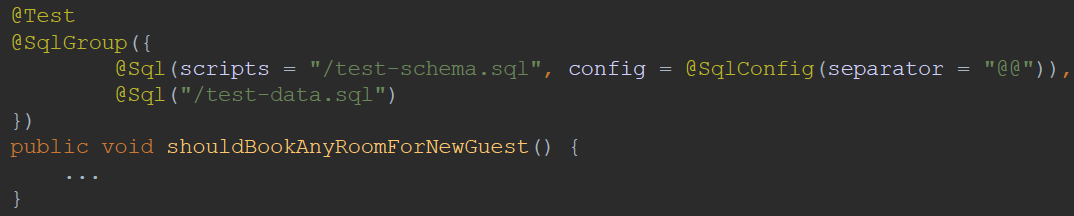 @Test
@SqlGroup({
        @Sql(scripts = "/test-schema.sql", config = @SqlConfig(separator = "@@")),
        @Sql("/test-data.sql")
})
public void shouldBookAnyRoomForNewGuest() {
    ...
}